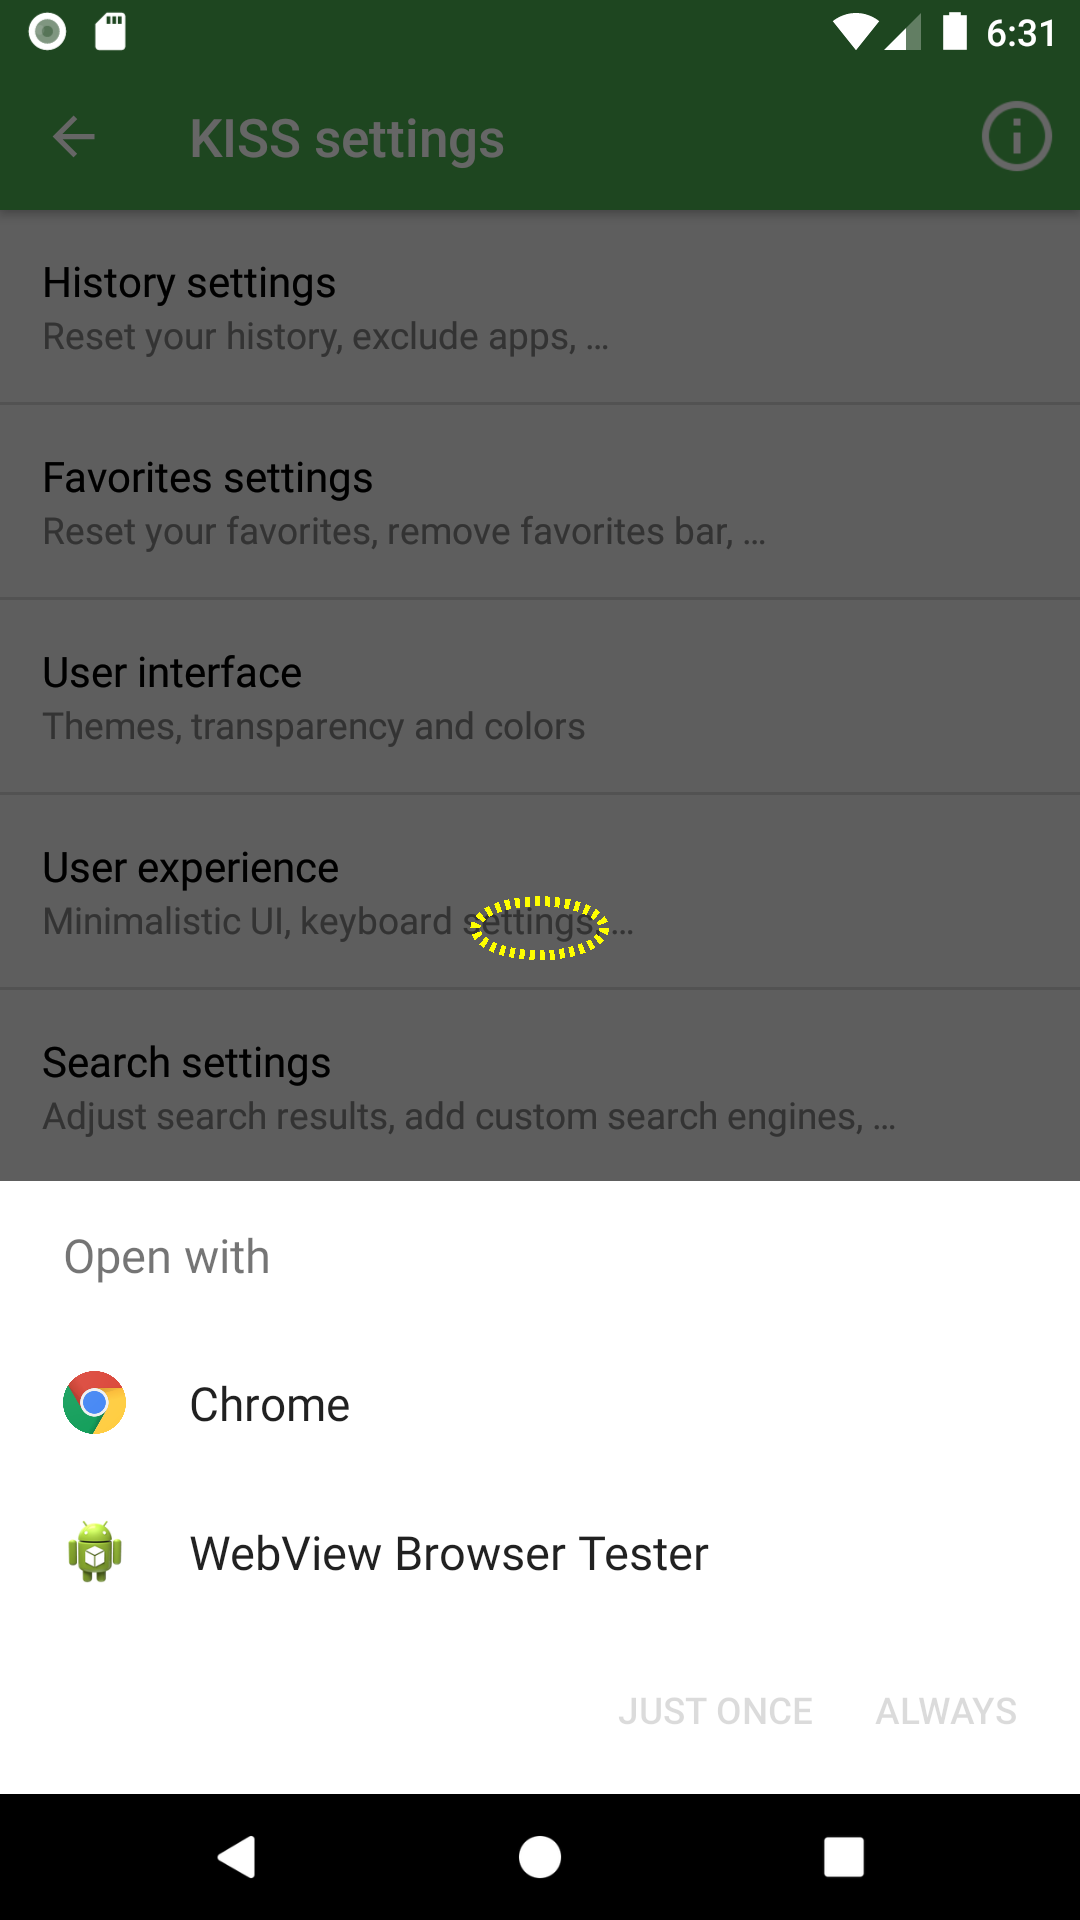 6:31
KISS settings
History settings
Reset your history, exclude apps, …
Favorites settings
Reset your favorites, remove favorites bar, …
User interface
Themes, transparency and colors
User experience
Minimalistic UI, keyboard settings, …
Search settings
Adjust search results, add custom search engines, …
Open with
Chrome
WebView Browser Tester
JUST ONCE ALWAYS